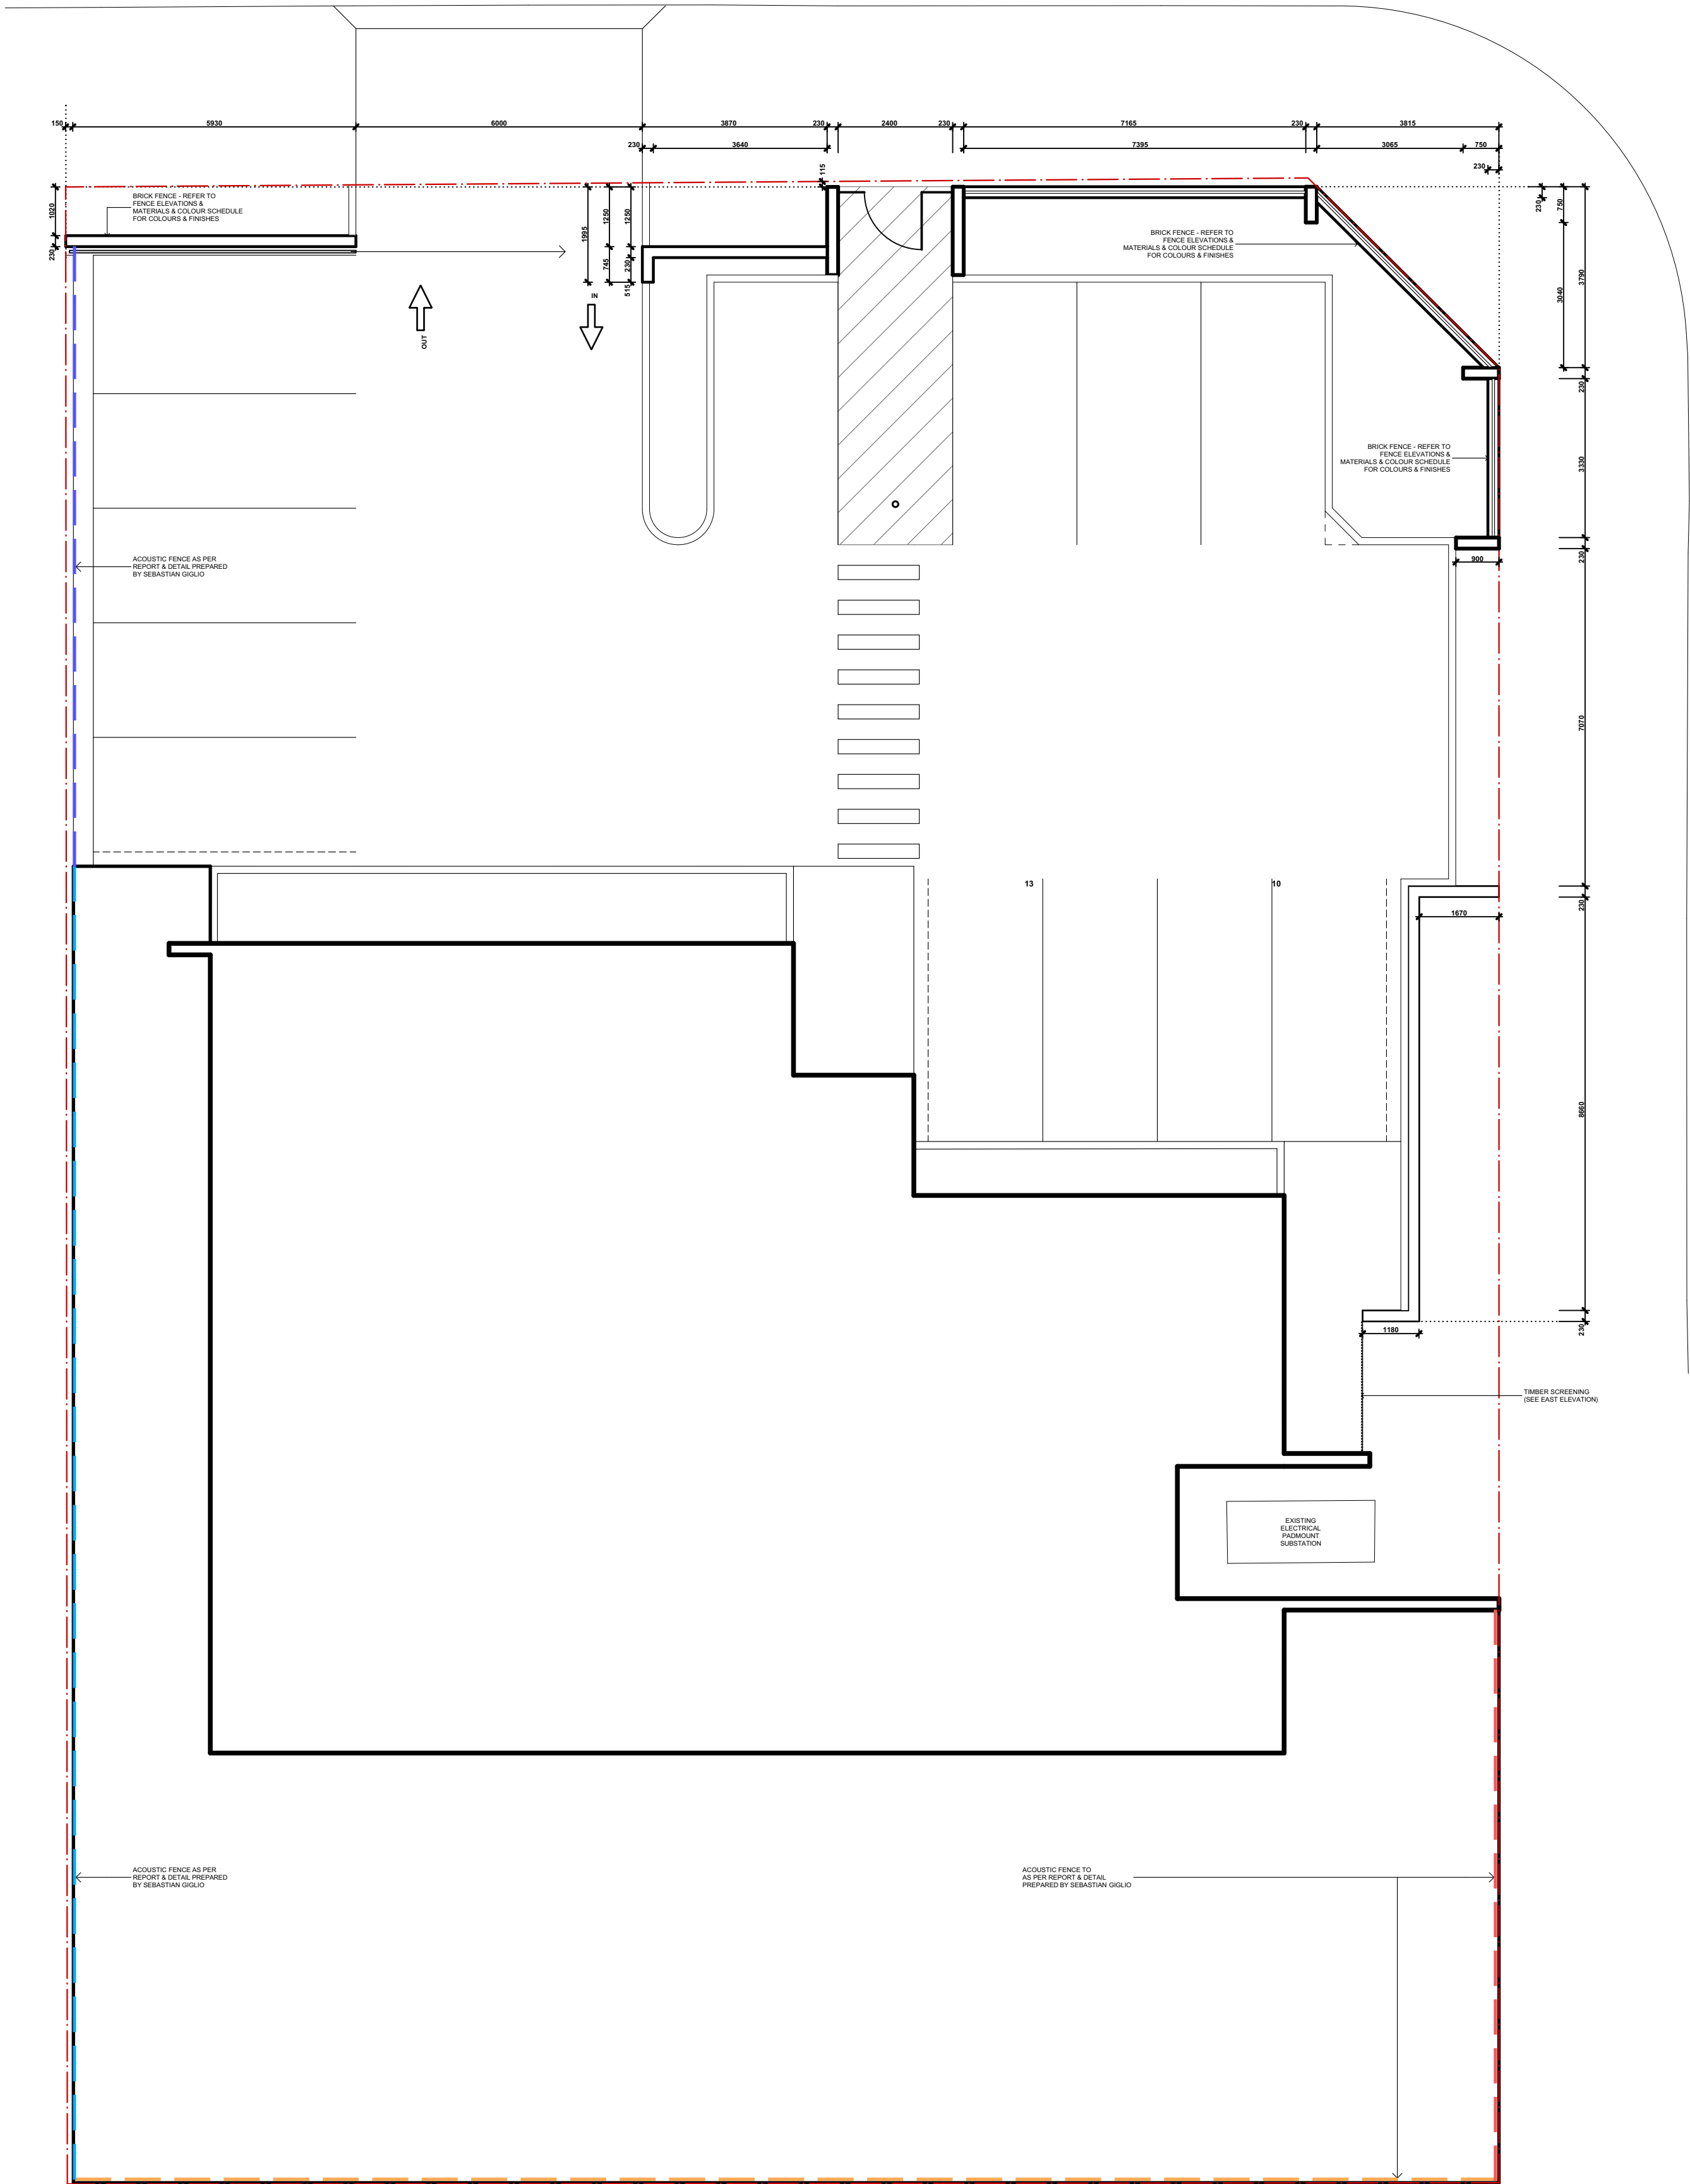 150
5930
6000
3870
230
2400
230
7165
230
3815
230
3640
7395
3065
750
230
115
1020
230
BRICK FENCE - REFER TO
FENCE ELEVATIONS &
MATERIALS & COLOUR SCHEDULE
FOR COLOURS & FINISHES
1995
1250
745
1250
230
515
OUT
IN
BRICK FENCE - REFER TO
FENCE ELEVATIONS &
MATERIALS & COLOUR SCHEDULE
FOR COLOURS & FINISHES
230
750
3040
3790
230
3330
230
BRICK FENCE - REFER TO
FENCE ELEVATIONS &
MATERIALS & COLOUR SCHEDULE
FOR COLOURS & FINISHES
900
ACOUSTIC FENCE AS PER
REPORT & DETAIL PREPARED
BY SEBASTIAN GIGLIO
7070
13
10
230
1670
8660
230
1180
TIMBER SCREENING
(SEE EAST ELEVATION)
EXISTING
ELECTRICAL
PADMOUNT
SUBSTATION
ACOUSTIC FENCE AS PER
REPORT & DETAIL PREPARED
BY SEBASTIAN GIGLIO
ACOUSTIC FENCE TO
AS PER REPORT & DETAIL
PREPARED BY SEBASTIAN GIGLIO